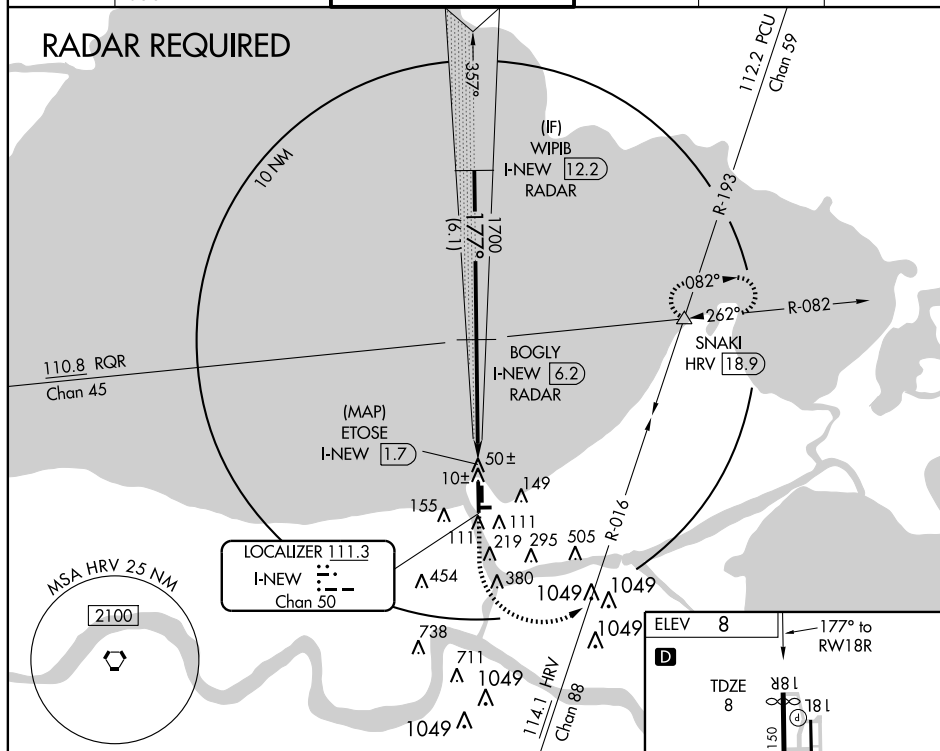 RADAR REQUIRED
357°
112.2 PCU
Chan 59
10 NM
(IF)
WIPIB
I-NEW 12.2
RADAR
R-193
1700
177°
(6.1)
082°
262°
R-082
SNAKI
HRV 18.9
110.8 RQR
Chan 45
BOGLY
I-NEW 6.2
RADAR
(MAP)
ETOSE
I-NEW 1.7
50±
10±
149
155
111
111
219
295
505
R-016
LOCALIZER 111.3
I-NEW
Chan 50
454
380
1049
1049
738
711
1049
1049
114.1 HRV
Chan 88
MSA HRV 25 NM
2100
ELEV 8
177° to
RW18R
D
TDZE
8
18R
18L
P
150